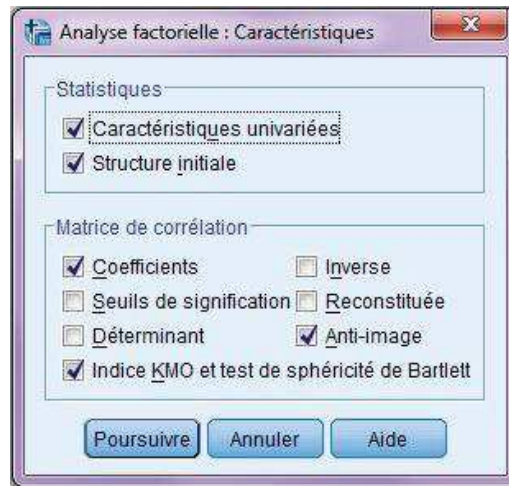 Analyse factorielle : Caractéristiques
Statistiques
Caractéristiques univariées
Structure initiale
Matrice de corrélation
Coefficients Inverse
Seuils de signification Reconstituée
Déterminant Anti-image
Indice KMO et test de sphéricité de Bartlett
Poursuivre Annuler Aide